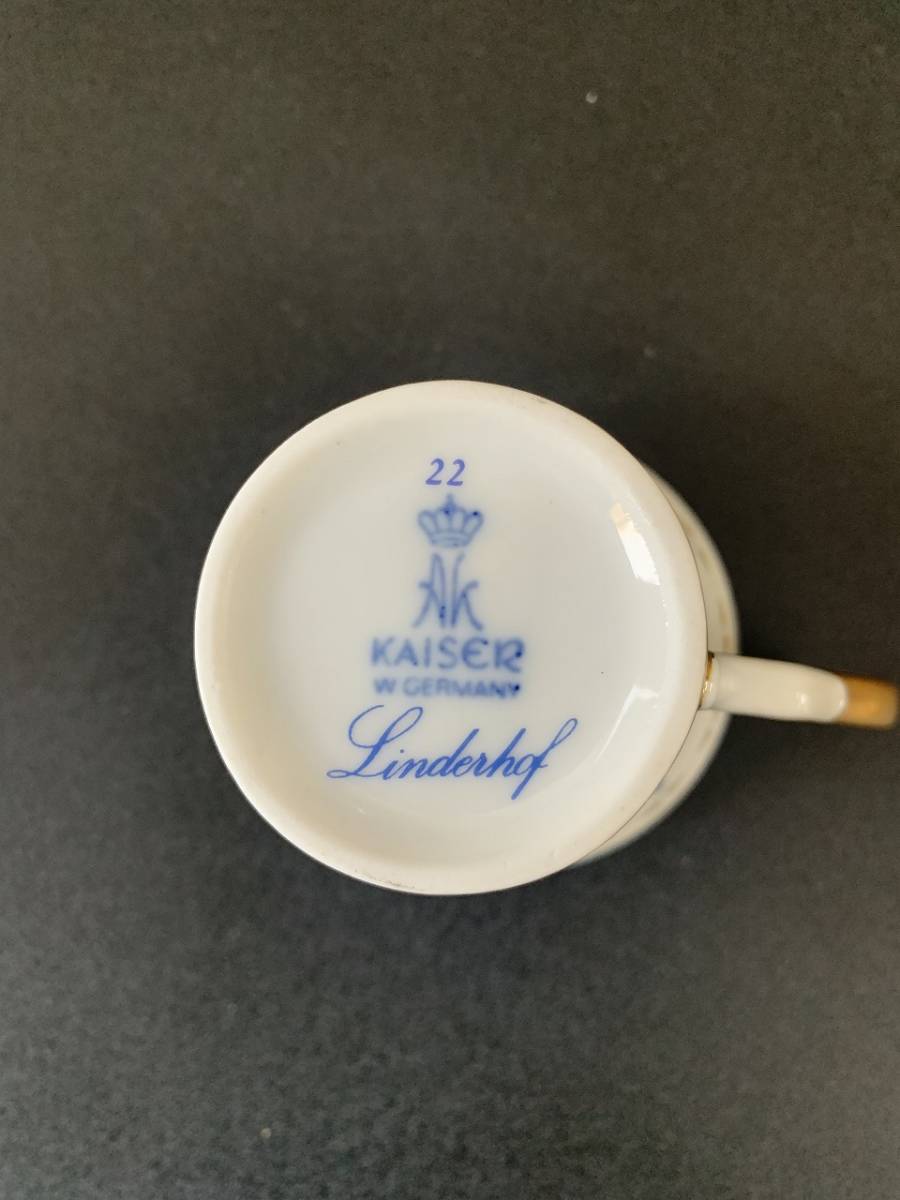 22
AK
KAISER
W GERMANY
Linderhof